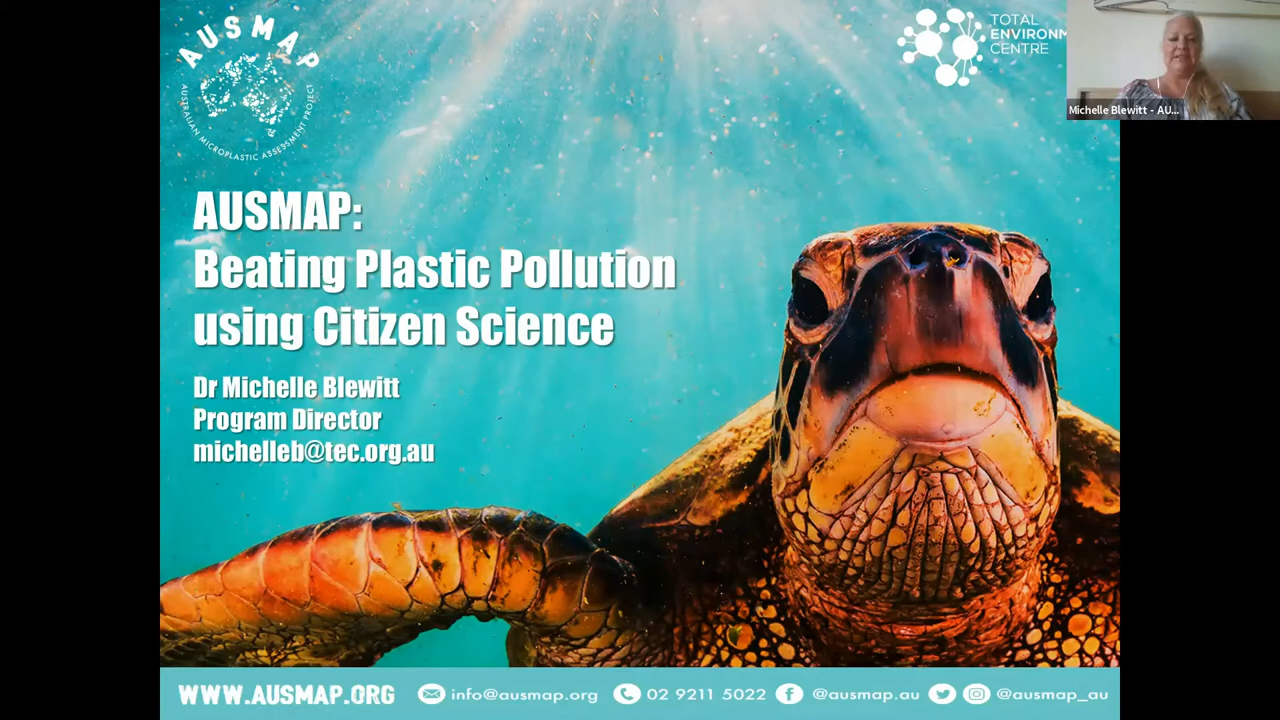 AUSMAP
AUSTRALIAN MICROPLASTIC ASSESSMENT PROJECT
TOTAL
ENVIRONM
CENTRE
Michelle Blewitt - AU...
AUSMAP:
Beating Plastic Pollution
using Citizen Science
Dr Michelle Blewitt
Program Director
michelleb@tec.org.au
WWW.AUSMAP.ORG info@ausmap.org 02 9211 5022 @ausmap.au @ausmap_au